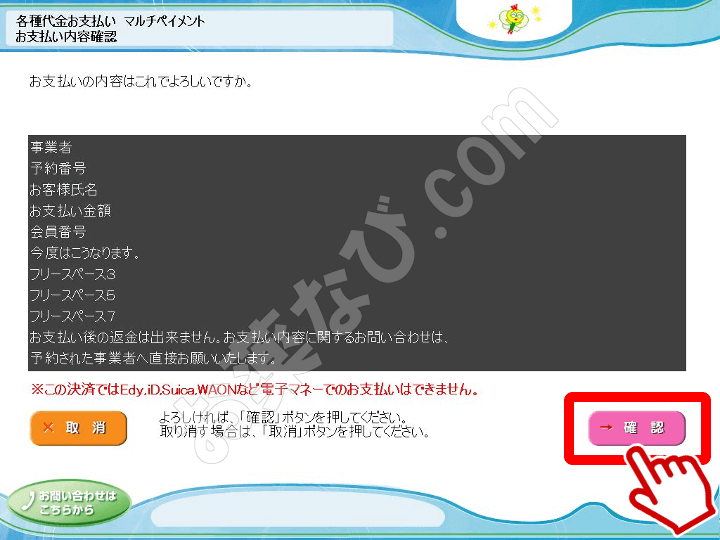 各種代金お支払い マルチペイメント
お支払い内容確認
お支払いの内容はこれでよろしいですか。
事業者
予約番号
お客様氏名
お支払い金額
会員番号
今度はこうなります。
フリースペース3
フリースペース5
フリースペース7
お支払い後の返金は出来ません。お支払い内容に関するお問い合わせは、
予約された事業者へ直接お願いいたします。
※この決済ではEdy,iD,Suica,WAONなど電子マネーでのお支払いはできません。
× 取 消
よろしければ、「確認」ボタンを押してください。
取り消す場合は、「取消」ボタンを押してください。
→ 確 認
お問い合わせは
こちらから
お薬なび.com